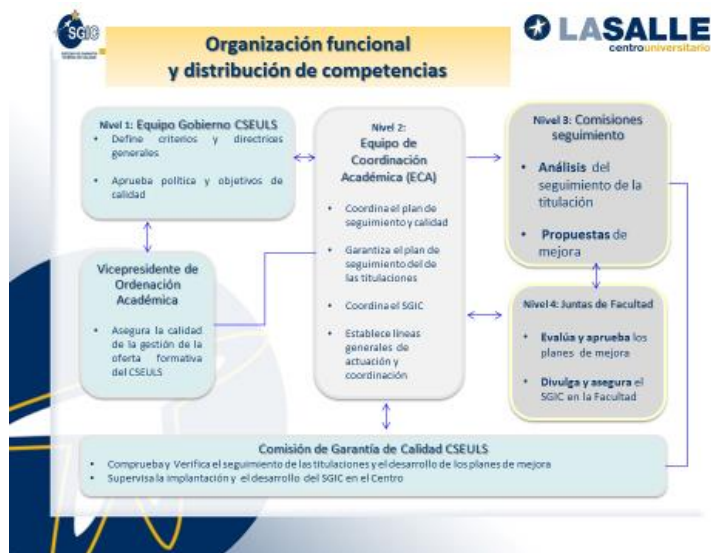 SGIC
Organización funcional
y distribución de competencias
LASALLE
centrouniversitario
Nivel 1: Equipo Gobierno CSEULS
• Define criterios y directrices
generales
• Aprueba política y objetivos de
calidad
Vicepresidente de
Ordenación
Académica
• Asegura la calidad
de la gestión de la
oferta formativa
del CSEULS
Nivel 2:
Equipo de
Coordinación
Académica (ECA)
• Coordina el plan de
seguimiento y calidad
• Garantiza el plan de
seguimiento del de
las titulaciones
• Coordina el SGIC
• Establece líneas
generales de
actuación y
coordinación
Nivel 3: Comisiones
seguimiento
• Análisis del
seguimiento de la
titulación
• Propuestas de
mejora
Nivel 4: Juntas de Facultad
• Evalúa y aprueba los
planes de mejora
• Divulga y asegura el
SGIC en la Facultad
Comisión de Garantía de Calidad CSEULS
• Comprueba y Verifica el seguimiento de las titulaciones y el desarrollo de los planes de mejora
• Supervisa la implantación y el desarrollo del SGIC en el Centro